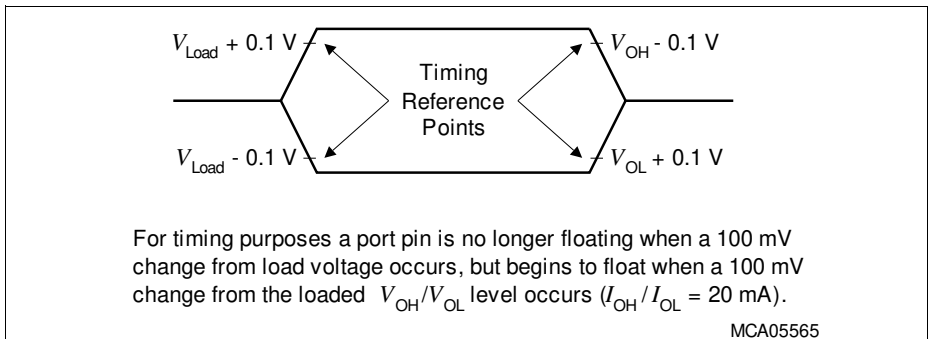 V_Load + 0.1 V
V_OH - 0.1 V
Timing
Reference
Points
V_Load - 0.1 V
V_OL + 0.1 V
For timing purposes a port pin is no longer floating when a 100 mV
change from load voltage occurs, but begins to float when a 100 mV
change from the loaded V_OH/V_OL level occurs (I_OH / I_OL = 20 mA).
MCA05565